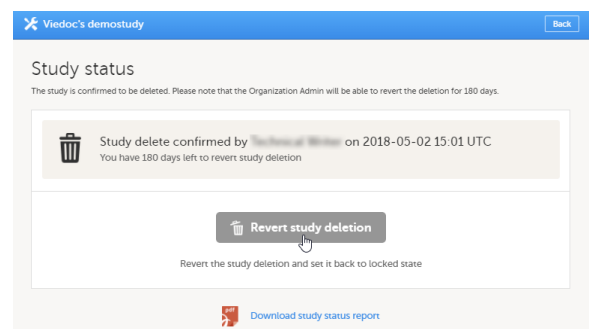 Viedoc's demostudy
Back
Study status
The study is confirmed to be deleted. Please note that the Organization Admin will be able to revert the deletion for 180 days.
Study delete confirmed by on 2018-05-02 15:01 UTC
You have 180 days left to revert study deletion
Revert study deletion
Revert the study deletion and set it back to locked state
pdf
Download study status report